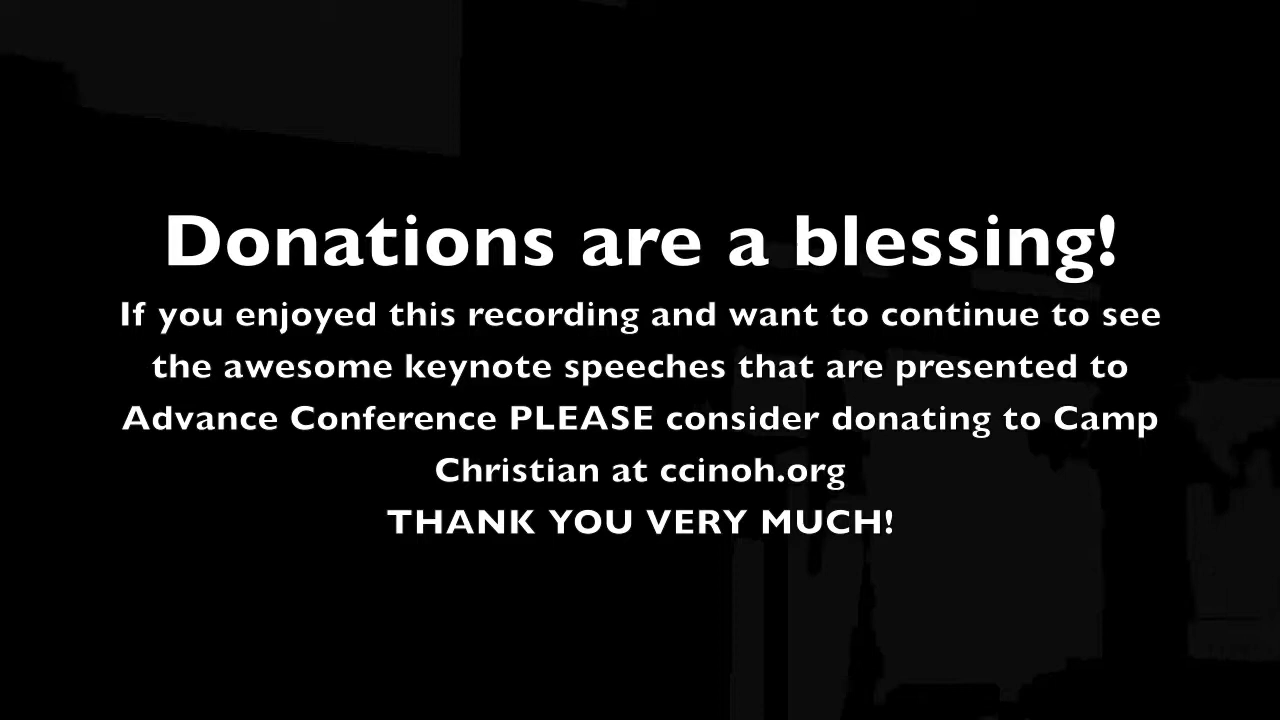 Donations are a blessing!
If you enjoyed this recording and want to continue to see
the awesome keynote speeches that are presented to
Advance Conference PLEASE consider donating to Camp
Christian at ccinoh.org
THANK YOU VERY MUCH!